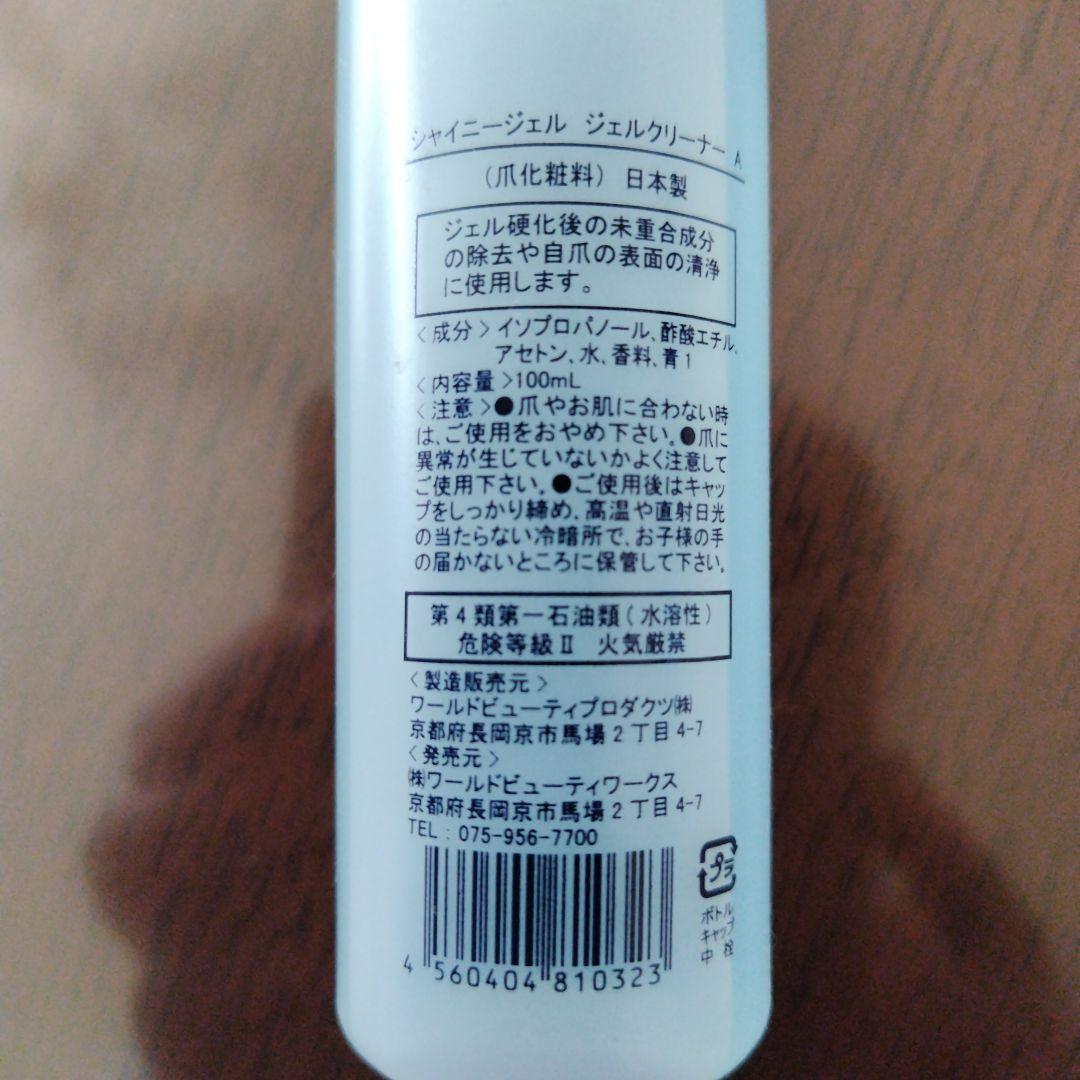 シャイニージェル ジェルクリーナー A
(爪化粧料) 日本製
ジェル硬化後の未重合成分
の除去や自爪の表面の清浄
に使用します。
<成分>イソプロパノール、酢酸エチル、
アセトン、水、香料、青1
<内容量>100mL
<注意>●爪やお肌に合わない時
は、ご使用をおやめ下さい。●爪に
異常が生じていないかよく注意して
ご使用下さい。●ご使用後はキャッ
プをしっかり締め、高温や直射日光
の当たらない冷暗所で、お子様の手
の届かないところに保管して下さい。
第4類第一石油類(水溶性)
危険等級Ⅱ 火気厳禁
<製造販売元>
ワールドビューティプロダクツ㈱
京都府長岡京市馬場2丁目4-7
<発売元>
㈱ワールドビューティワークス
京都府長岡京市馬場2丁目4-7
TEL:075-956-7700
プラ
ボトル
キャップ
中栓
4 560404 810323